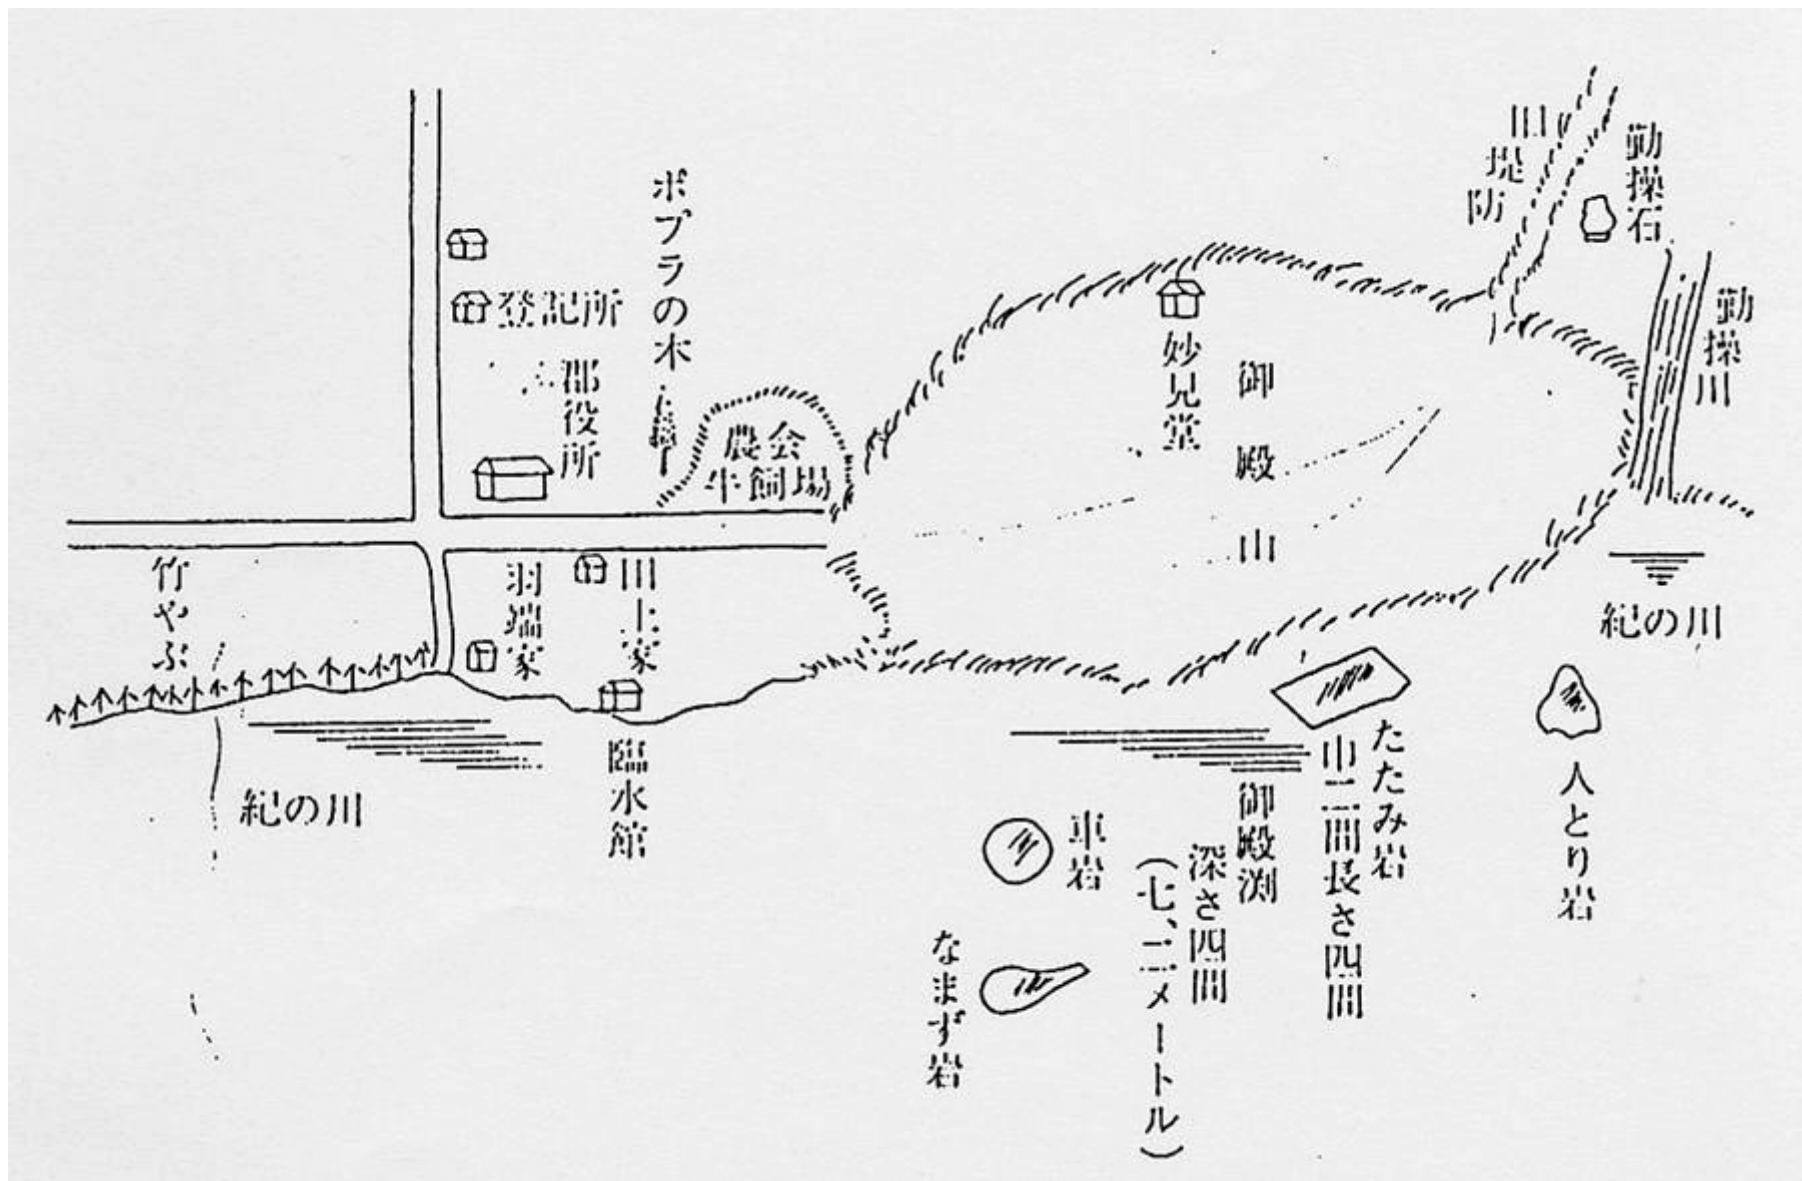 勤操石
旧堤防
勤操川
紀の川
御殿山
妙見堂
農会
牛飼場
ポプラの木
登記所
郡役所
川上家
羽端家
竹やぶ
臨水館
紀の川
人とり岩
たたみ岩
巾二間長さ四間
御殿渕
深さ四間
(七、二メートル)
車岩
なまず岩